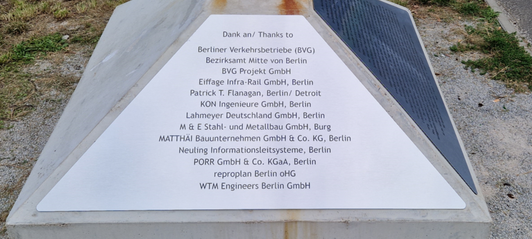 Dank an/ Thanks to
Berliner Verkehrsbetriebe (BVG)
Bezirksamt Mitte von Berlin
BVG Projekt GmbH
Eiffage Infra-Rail GmbH, Berlin
Patrick T. Flanagan, Berlin/ Detroit
KON Ingenieure GmbH, Berlin
Lahmeyer Deutschland GmbH, Berlin
M & E Stahl- und Metallbau GmbH, Burg
MATTHÄI Bauunternehmen GmbH & Co. KG, Berlin
Neuling Informationsleitsysteme, Berlin
PORR GmbH & Co. KGaA, Berlin
reproplan Berlin oHG
WTM Engineers Berlin GmbH